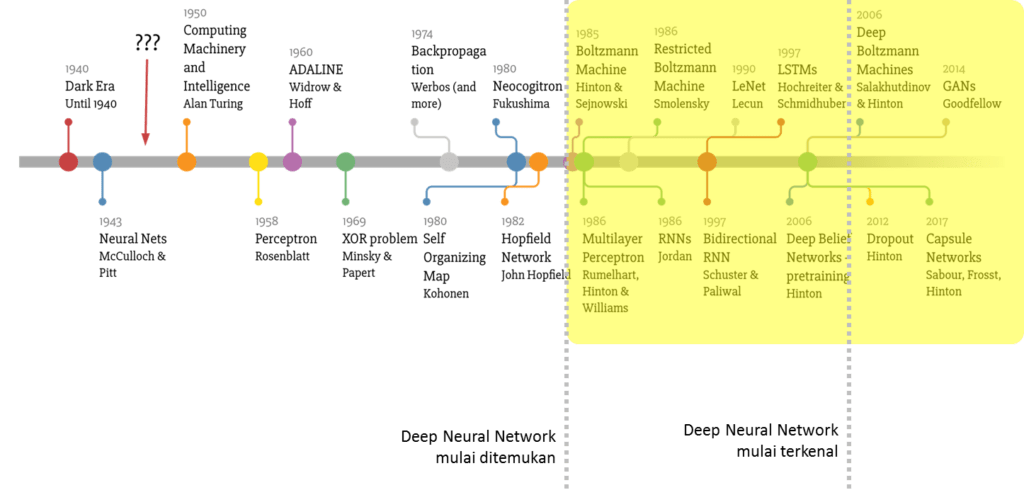 ???
1940
Dark Era
Until 1940
1950
Computing
Machinery
and
Intelligence
Alan Turing
1960
ADALINE
Widrow &
Hoff
1974
Backpropaga
tion
Werbos (and
more)
1980
Neocogitron
Fukushima
1985
Boltzmann
Machine
Hinton &
Sejnowski
1986
Restricted
Boltzmann
Machine
Smolensky
1990
LeNet
Lecun
1997
LSTMs
Hochreiter &
Schmidhuber
2006
Deep
Boltzmann
Machines
Salakhutdinov
& Hinton
2014
GANs
Goodfellow
1943
Neural Nets
McCulloch &
Pitt
1958
Perceptron
Rosenblatt
1969
XOR problem
Minsky &
Papert
1980
Self
Organizing
Map
Kohonen
1982
Hopfield
Network
John Hopfield
1986
Multilayer
Perceptron
Rumelhart,
Hinton &
Williams
1986
RNNs
Jordan
1997
Bidirectional
RNN
Schuster &
Paliwal
2006
Deep Belief
Networks -
pretraining
Hinton
2012
Dropout
Hinton
2017
Capsule
Networks
Sabour, Frosst,
Hinton
Deep Neural Network
mulai ditemukan
Deep Neural Network
mulai terkenal